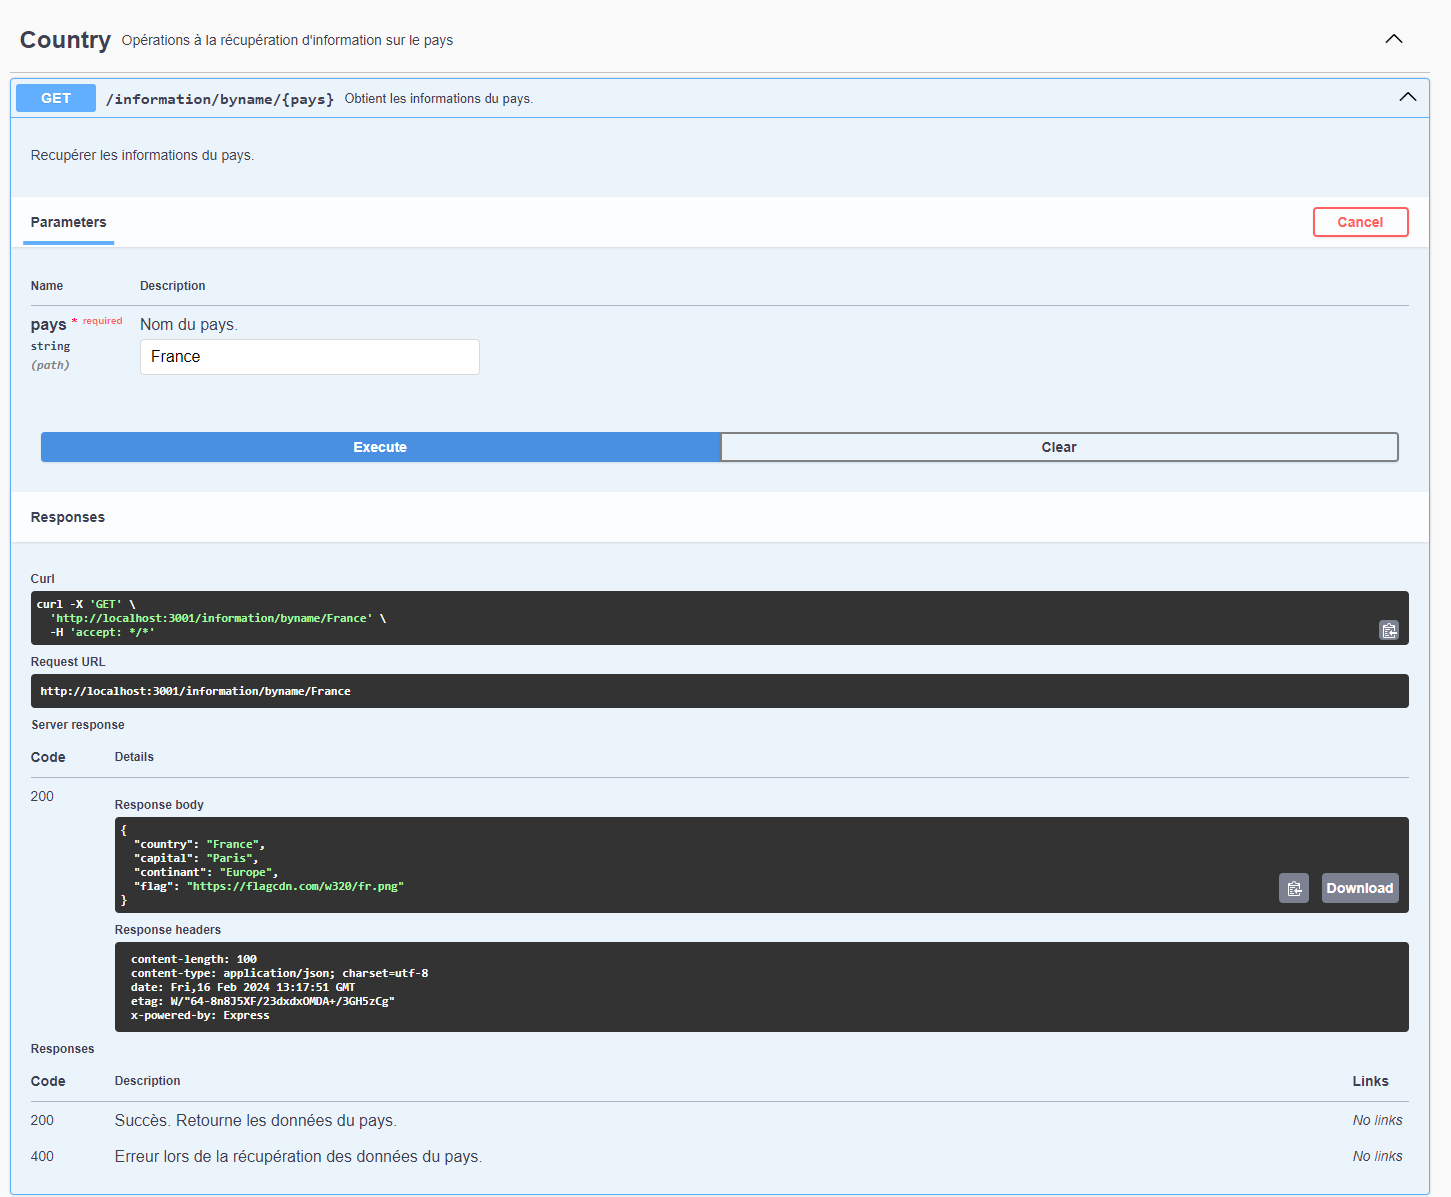 Country Opérations à la récupération d'information sur le pays
GET /information/byname/{pays} Obtient les informations du pays.
Recupérer les informations du pays.
Parameters Cancel
Name Description
pays * required Nom du pays.
string France
(path)
Execute Clear
Responses
Curl
curl -X 'GET' \
'http://localhost:3001/information/byname/France' \
-H 'accept: */*'
Request URL
http://localhost:3001/information/byname/France
Server response
Code Details
200
Response body
{
"country": "France",
"capital": "Paris",
"continant": "Europe",
"flag": "https://flagcdn.com/w320/fr.png"
}
Download
Response headers
content-length: 100
content-type: application/json; charset=utf-8
date: Fri,16 Feb 2024 13:17:51 GMT
etag: W/"64-8n8J5XF/23dxdxOMDA+/3GH5zCg"
x-powered-by: Express
Responses
Code Description Links
200 Succès. Retourne les données du pays. No links
400 Erreur lors de la récupération des données du pays. No links